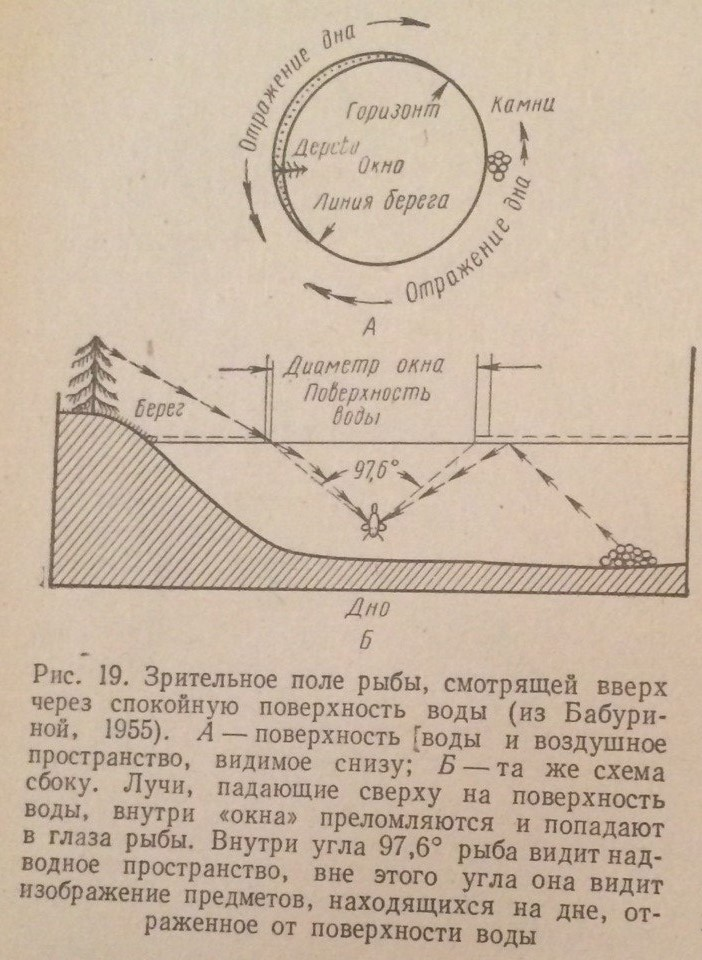 Отражение дна
Горизонт
Камни
Дерево
Окно
Линия берега
Отражение дна
А
Диаметр окна
Поверхность
воды
Берег
97,6°
Дно
Б
Рис. 19. Зрительное поле рыбы, смотрящей вверх
через спокойную поверхность воды (из Бабури-
ной, 1955). А — поверхность [воды и воздушное
пространство, видимое снизу; Б — та же схема
сбоку. Лучи, падающие сверху на поверхность
воды, внутри «окна» преломляются и попадают
в глаза рыбы. Внутри угла 97,6° рыба видит над-
водное пространство, вне этого угла она видит
изображение предметов, находящихся на дне, от-
раженное от поверхности воды